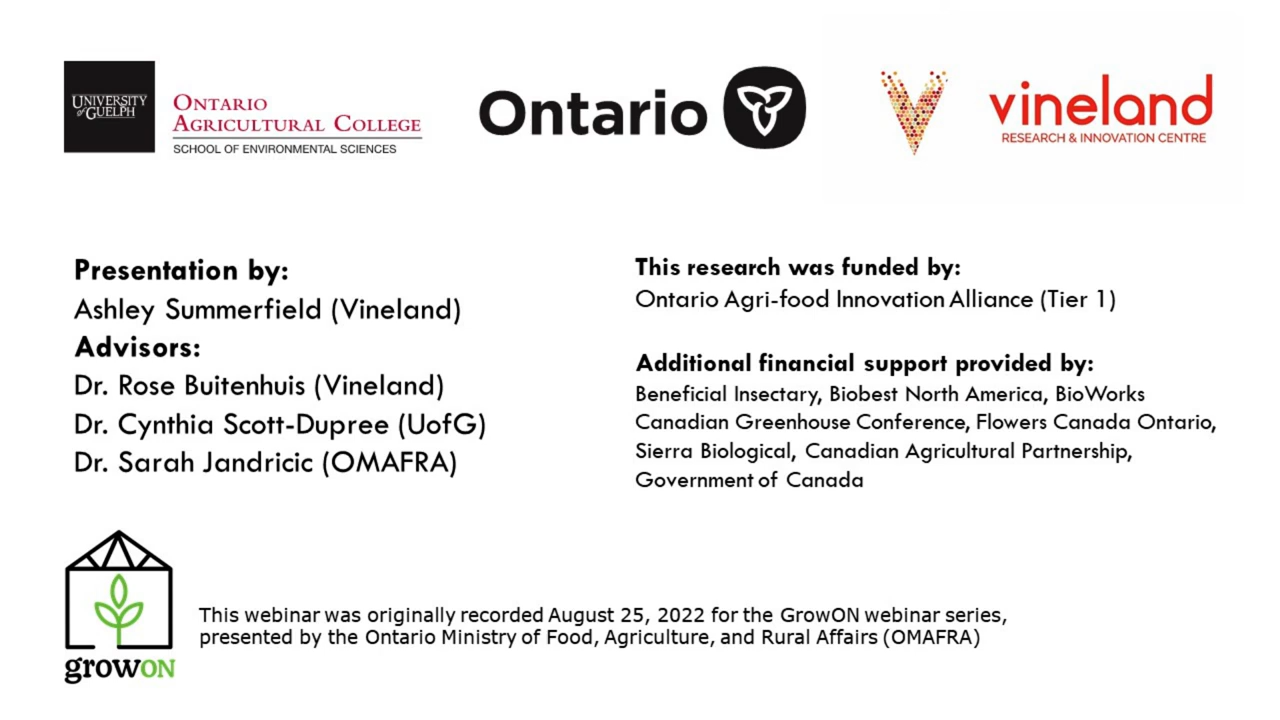 UNIVERSITY
of GUELPH
ONTARIO
AGRICULTURAL COLLEGE
SCHOOL OF ENVIRONMENTAL SCIENCES
Ontario
vineland
RESEARCH & INNOVATION CENTRE
Presentation by:
Ashley Summerfield (Vineland)
Advisors:
Dr. Rose Buitenhuis (Vineland)
Dr. Cynthia Scott-Dupree (UofG)
Dr. Sarah Jandricic (OMAFRA)
This research was funded by:
Ontario Agri-food Innovation Alliance (Tier 1)
Additional financial support provided by:
Beneficial Insectary, Biobest North America, BioWorks
Canadian Greenhouse Conference, Flowers Canada Ontario,
Sierra Biological, Canadian Agricultural Partnership,
Government of Canada
growON
This webinar was originally recorded August 25, 2022 for the GrowON webinar series,
presented by the Ontario Ministry of Food, Agriculture, and Rural Affairs (OMAFRA)